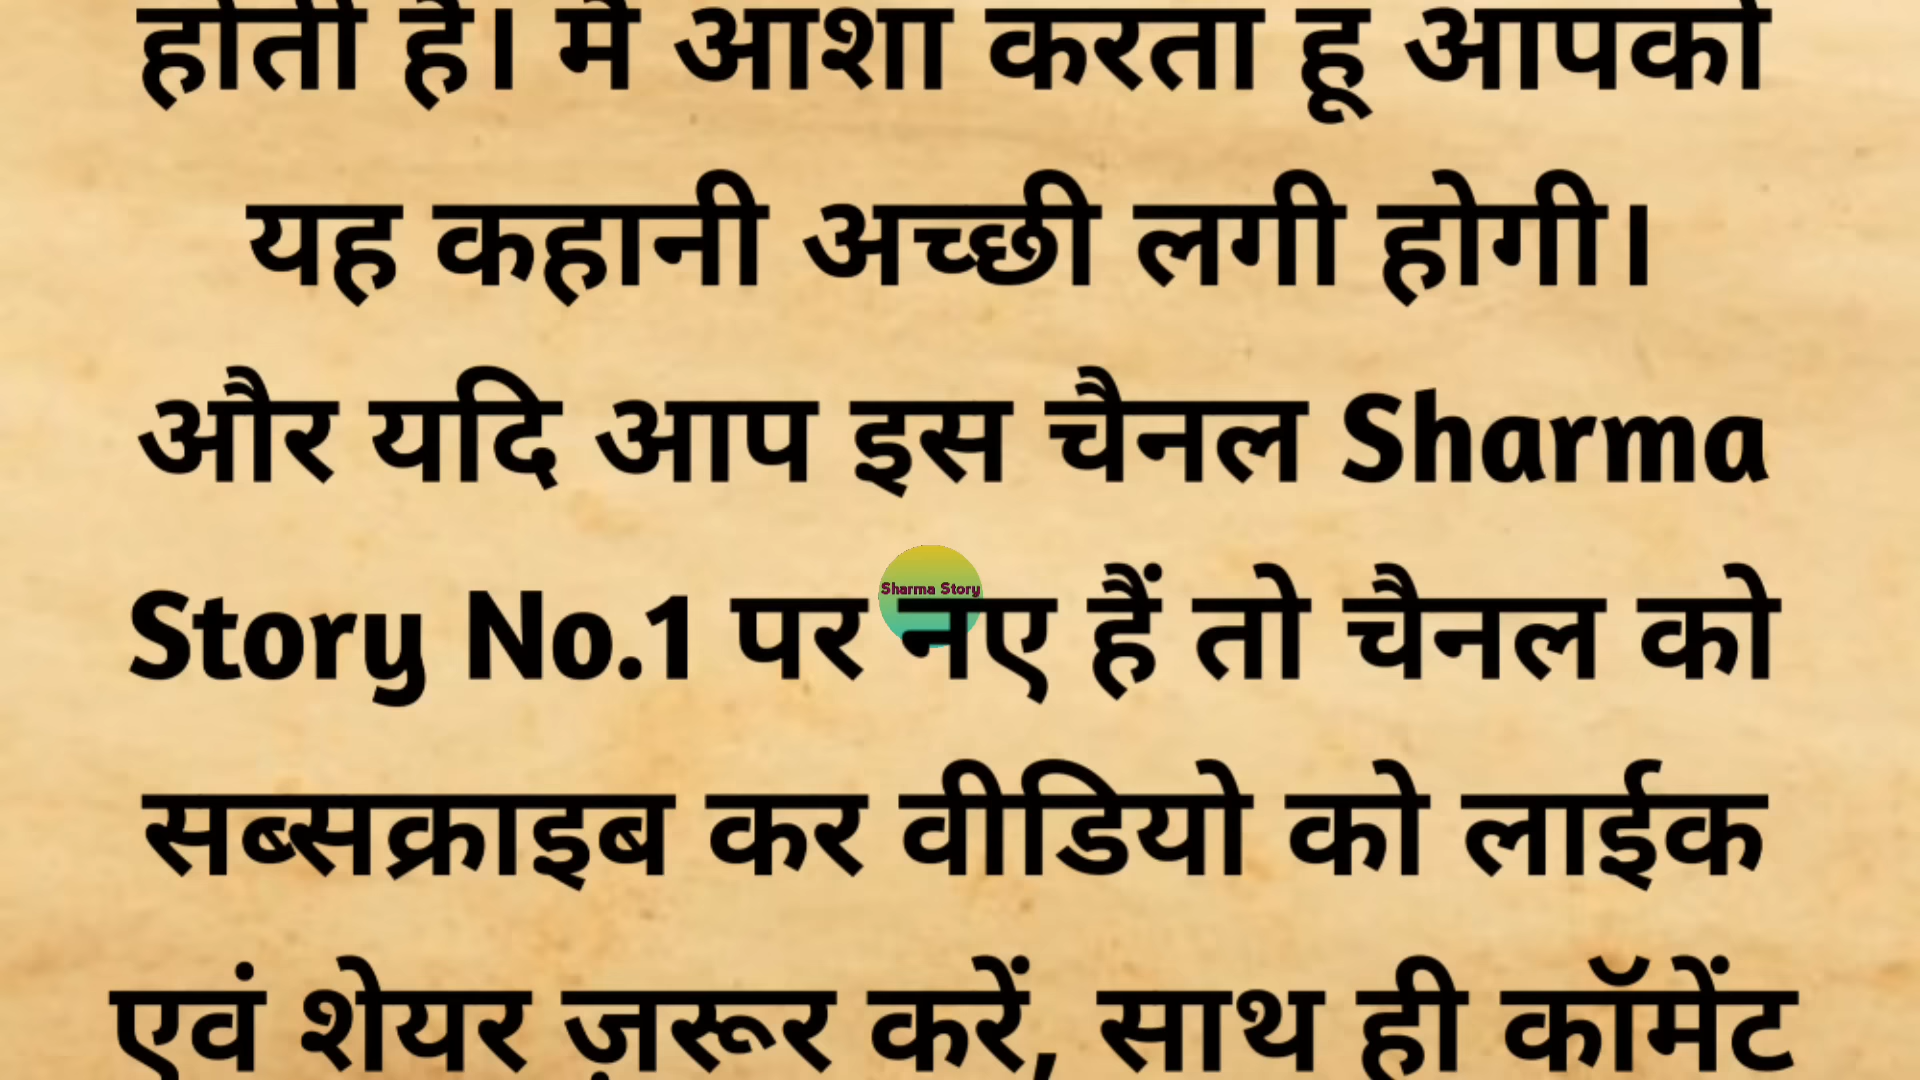 होती है। मैं आशा करता हूं आपको
यह कहानी अच्छी लगी होगी।
और यदि आप इस चैनल Sharma
Sharma Story
Story No.1 पर नए हैं तो चैनल को
सब्सक्राइब कर वीडियो को लाईक
एवं शेयर ज़रूर करें, साथ ही कॉमेंट